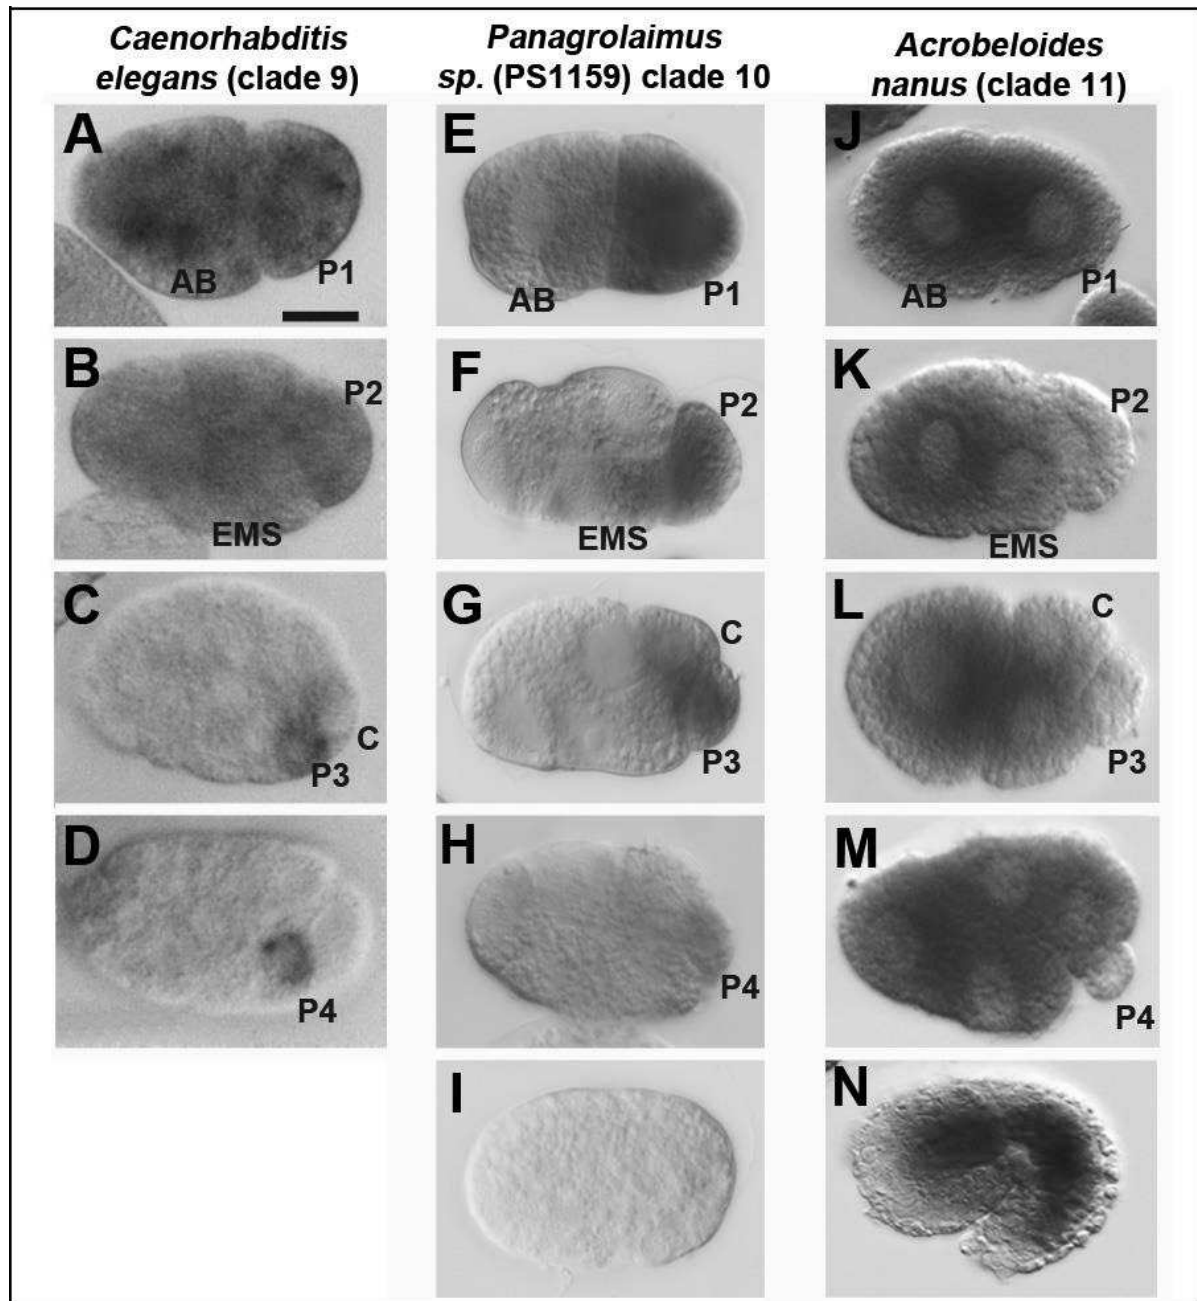 Caenorhabditis
elegans (clade 9)
Panagrolaimus
sp. (PS1159) clade 10
Acrobeloides
nanus (clade 11)
A
AB
P1
E
AB
P1
J
AB
P1
B
P2
EMS
F
P2
EMS
K
P2
EMS
C
C
P3
G
C
P3
L
C
P3
D
P4
H
P4
M
P4
I
N